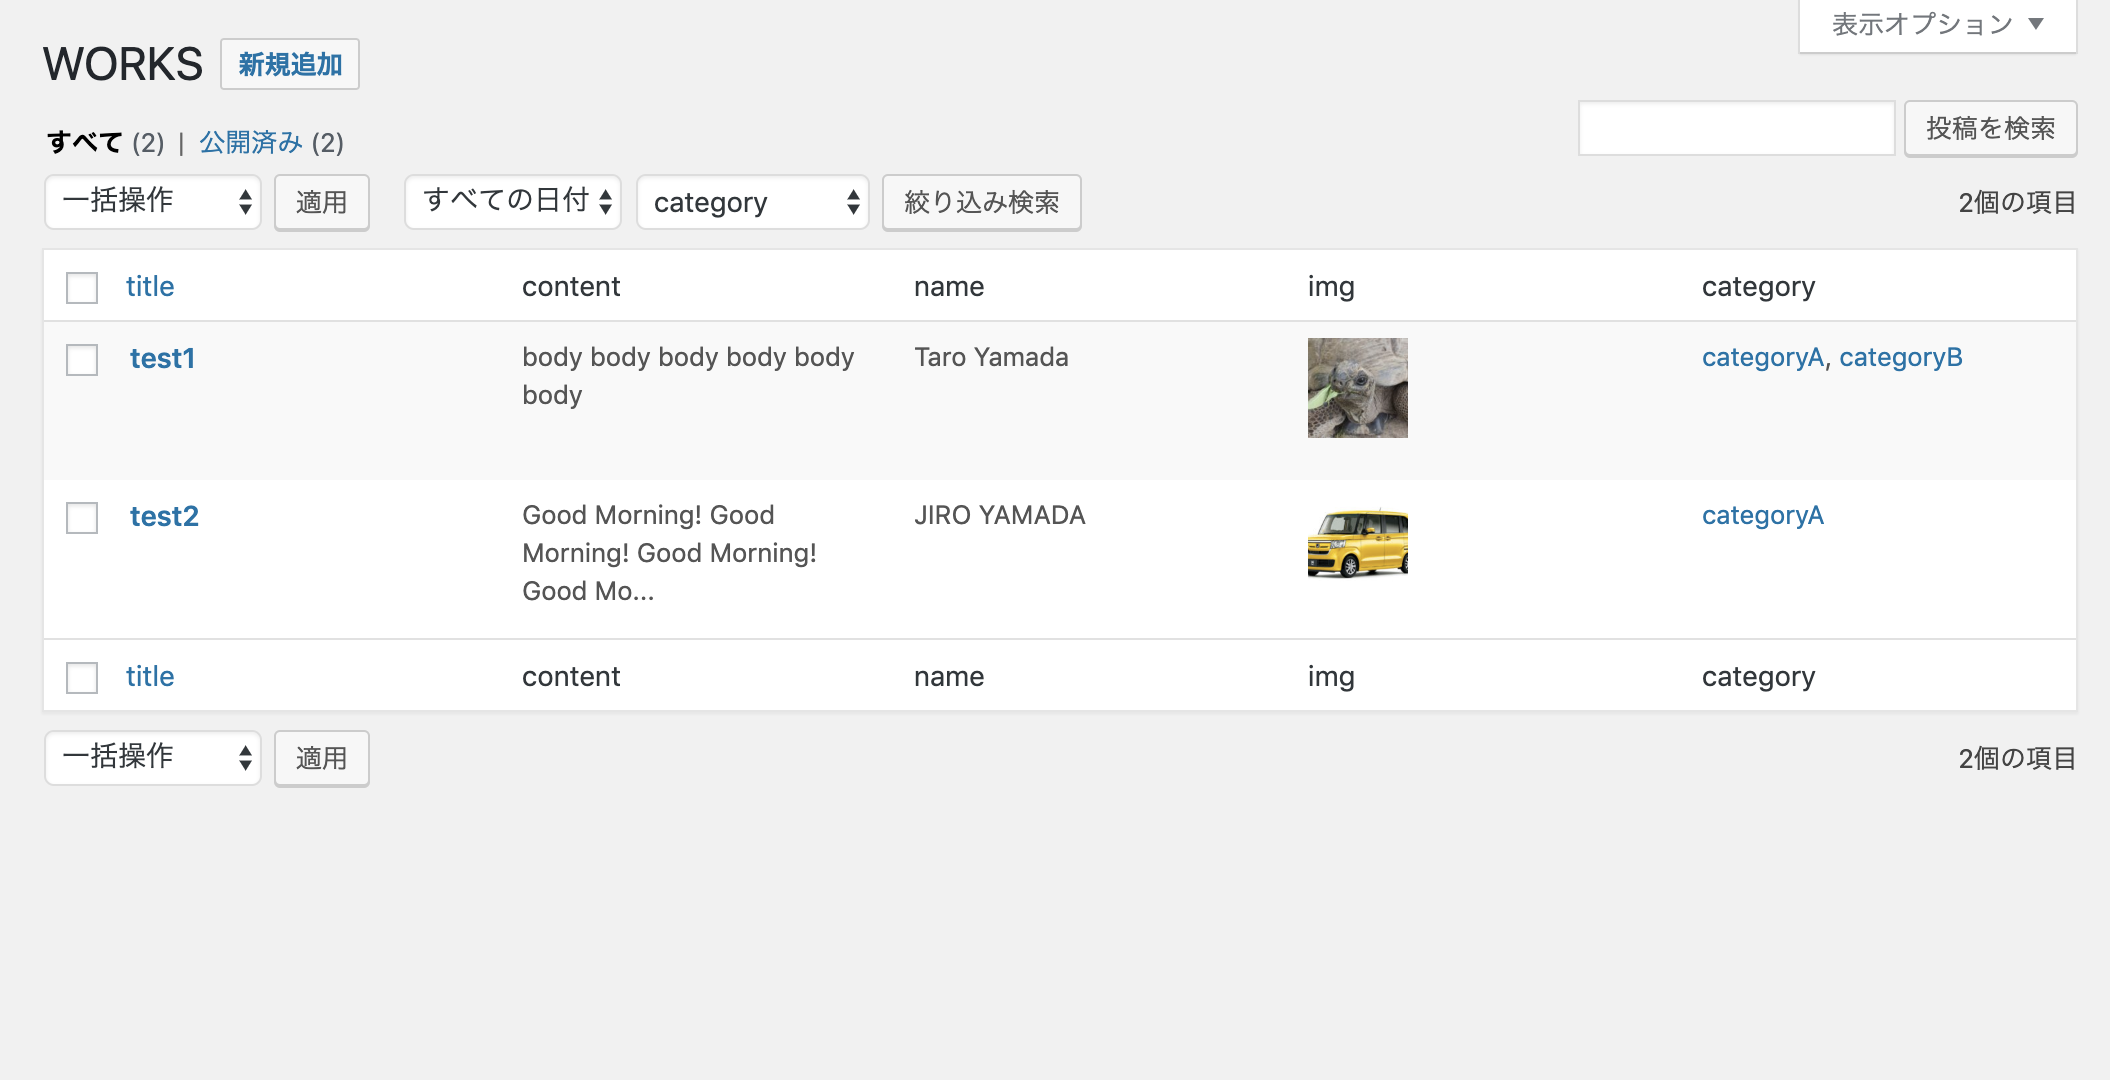 表示オプション ▼
WORKS 新規追加
すべて (2) | 公開済み (2)
投稿を検索
一括操作 適用 すべての日付 category 絞り込み検索 2個の項目
title content name img category
test1 body body body body body Taro Yamada categoryA, categoryB
body
test2 Good Morning! Good JIRO YAMADA categoryA
Morning! Good Morning!
Good Mo...
title content name img category
一括操作 適用 2個の項目